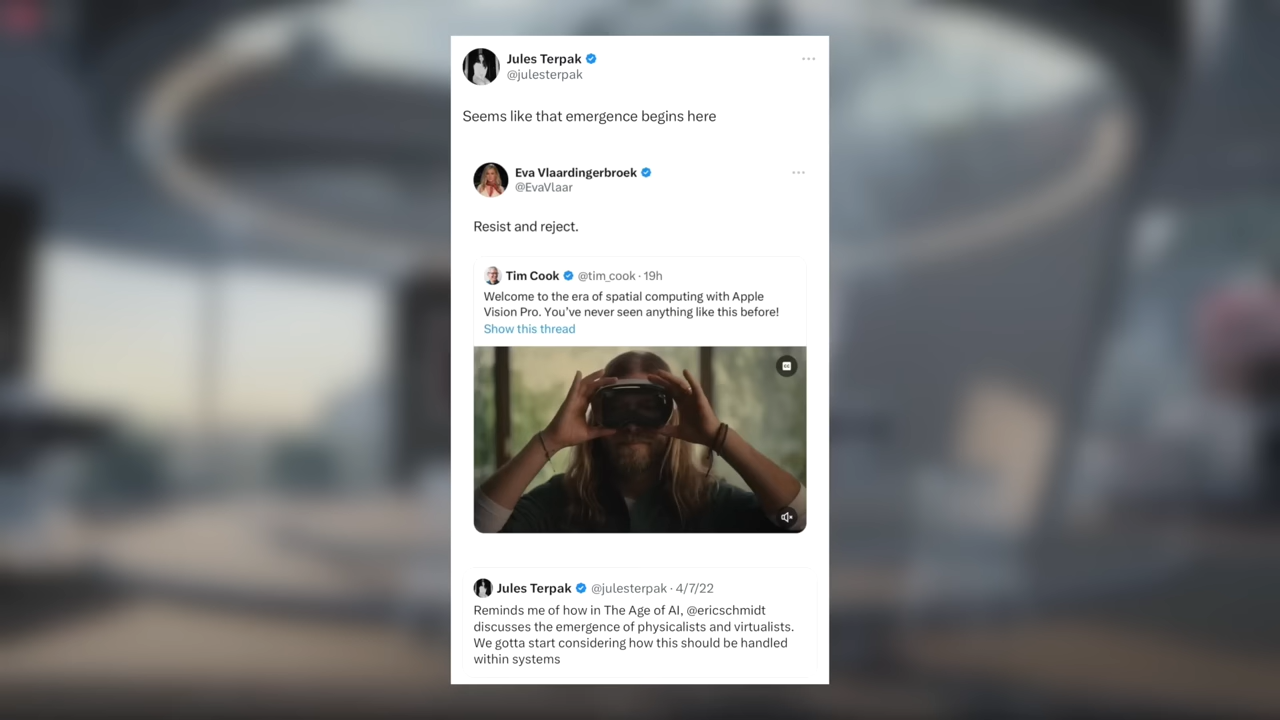 Jules Terpak
@julesterpak
Seems like that emergence begins here
Eva Vlaardingerbroek
@EvaVlaar
Resist and reject.
Tim Cook @tim_cook · 19h
Welcome to the era of spatial computing with Apple
Vision Pro. You've never seen anything like this before!
Show this thread
CC
Jules Terpak @julesterpak · 4/7/22
Reminds me of how in The Age of AI, @ericschmidt
discusses the emergence of physicalists and virtualists.
We gotta start considering how this should be handled
within systems